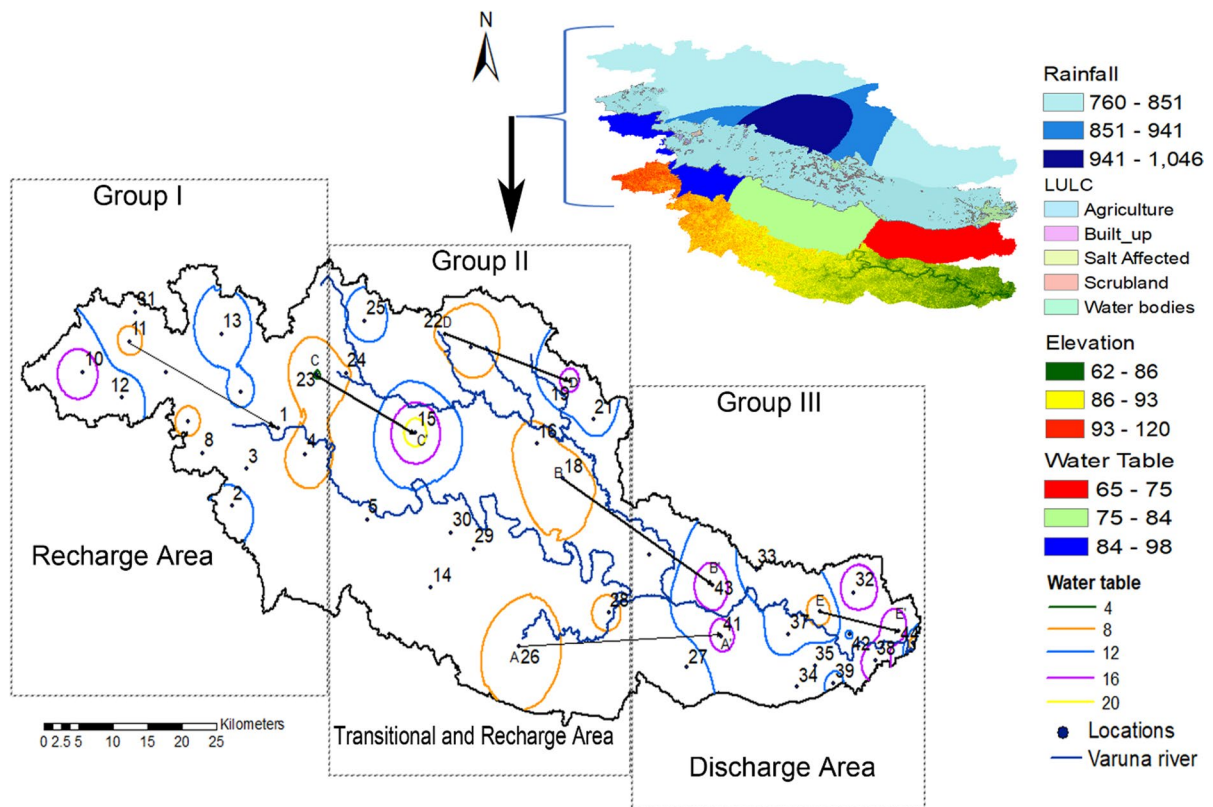 N
Rainfall
760 - 851
851 - 941
941 - 1,046
LULC
Agriculture
Built_up
Salt Affected
Scrubland
Water bodies
Elevation
62 - 86
86 - 93
93 - 120
Water Table
65 - 75
75 - 84
84 - 98
Water table
4
8
12
16
20
Locations
Varuna river
Group I
Group II
Group III
31
11
13
10
12
C
23
24
25
22 D
D'
19
21
1
4
8
3
2
15
C'
16
18
B
5
30
29
14
28
A 26
B'
43
41
A'
27
33
32
E
E'
44
37
42
35
38
34
39
Recharge Area
Transitional and Recharge Area
Discharge Area
Kilometers
0 2.5 5 10 15 20 25